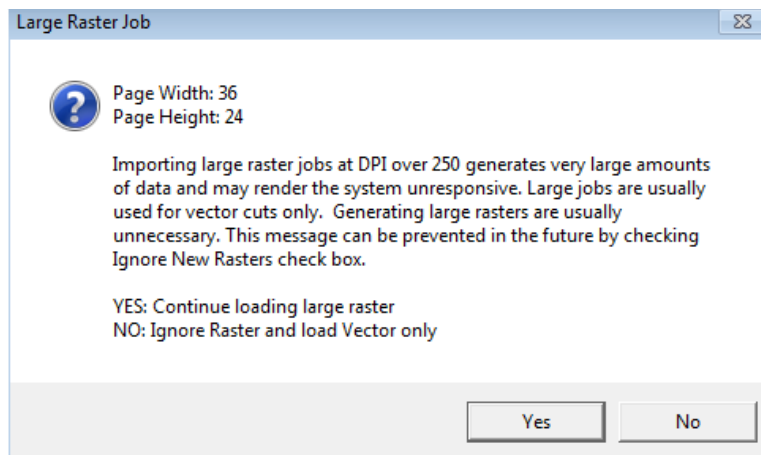 Large Raster Job
Page Width: 36
Page Height: 24
Importing large raster jobs at DPI over 250 generates very large amounts
of data and may render the system unresponsive. Large jobs are usually
used for vector cuts only.  Generating large rasters are usually
unnecessary. This message can be prevented in the future by checking
Ignore New Rasters check box.
YES: Continue loading large raster
NO: Ignore Raster and load Vector only
Yes No